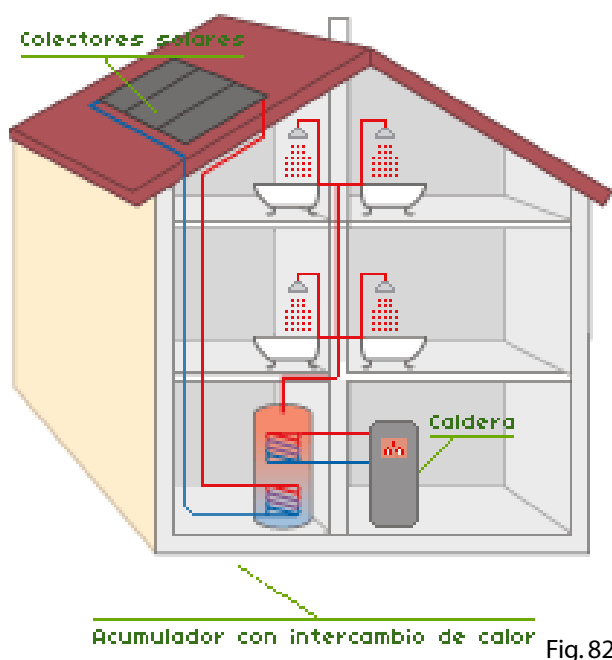 Colectores solares
Caldera
Acumulador con intercambio de calor
Fig. 82